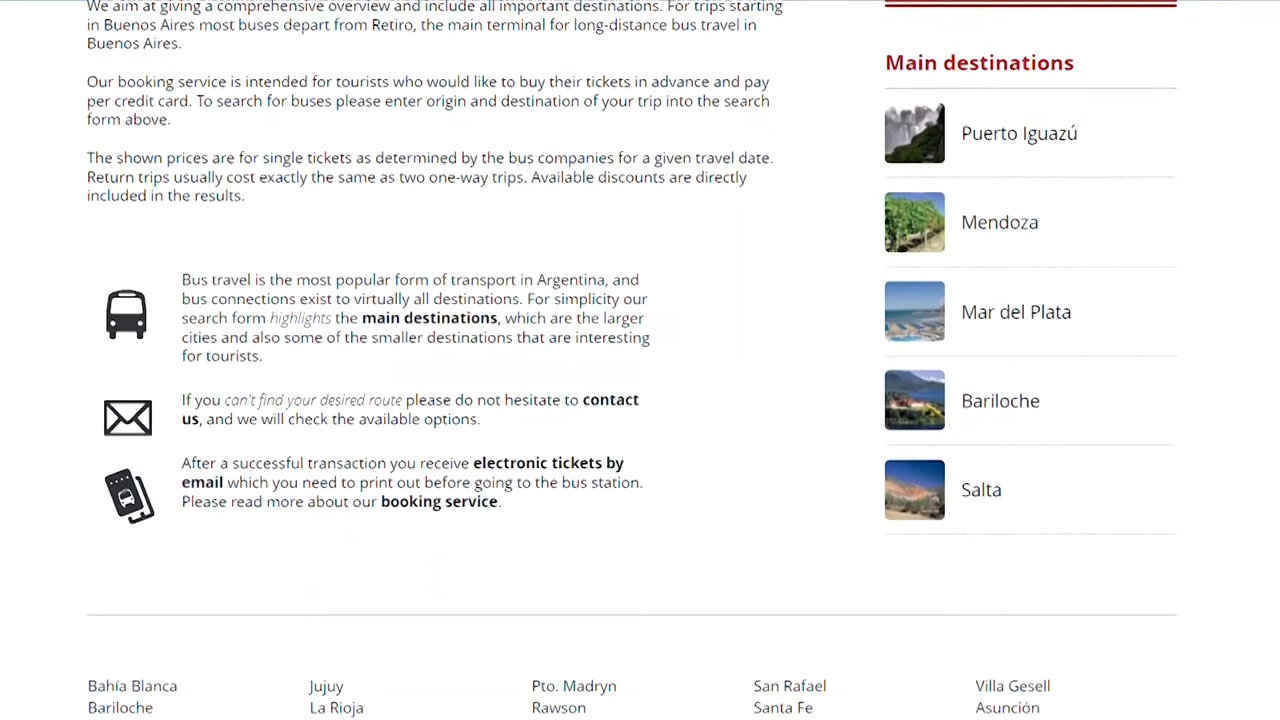 We aim at giving a comprehensive overview and include all important destinations. For trips starting
in Buenos Aires most buses depart from Retiro, the main terminal for long-distance bus travel in
Buenos Aires.
Our booking service is intended for tourists who would like to buy their tickets in advance and pay
per credit card. To search for buses please enter origin and destination of your trip into the search
form above.
The shown prices are for single tickets as determined by the bus companies for a given travel date.
Return trips usually cost exactly the same as two one-way trips. Available discounts are directly
included in the results.
Bus travel is the most popular form of transport in Argentina, and
bus connections exist to virtually all destinations. For simplicity our
search form highlights the main destinations, which are the larger
cities and also some of the smaller destinations that are interesting
for tourists.
If you can't find your desired route please do not hesitate to contact
us, and we will check the available options.
After a successful transaction you receive electronic tickets by
email which you need to print out before going to the bus station.
Please read more about our booking service.
Main destinations
Puerto Iguazú
Mendoza
Mar del Plata
Bariloche
Salta
Bahía Blanca
Bariloche
Jujuy
La Rioja
Pto. Madryn
Rawson
San Rafael
Santa Fe
Villa Gesell
Asunción